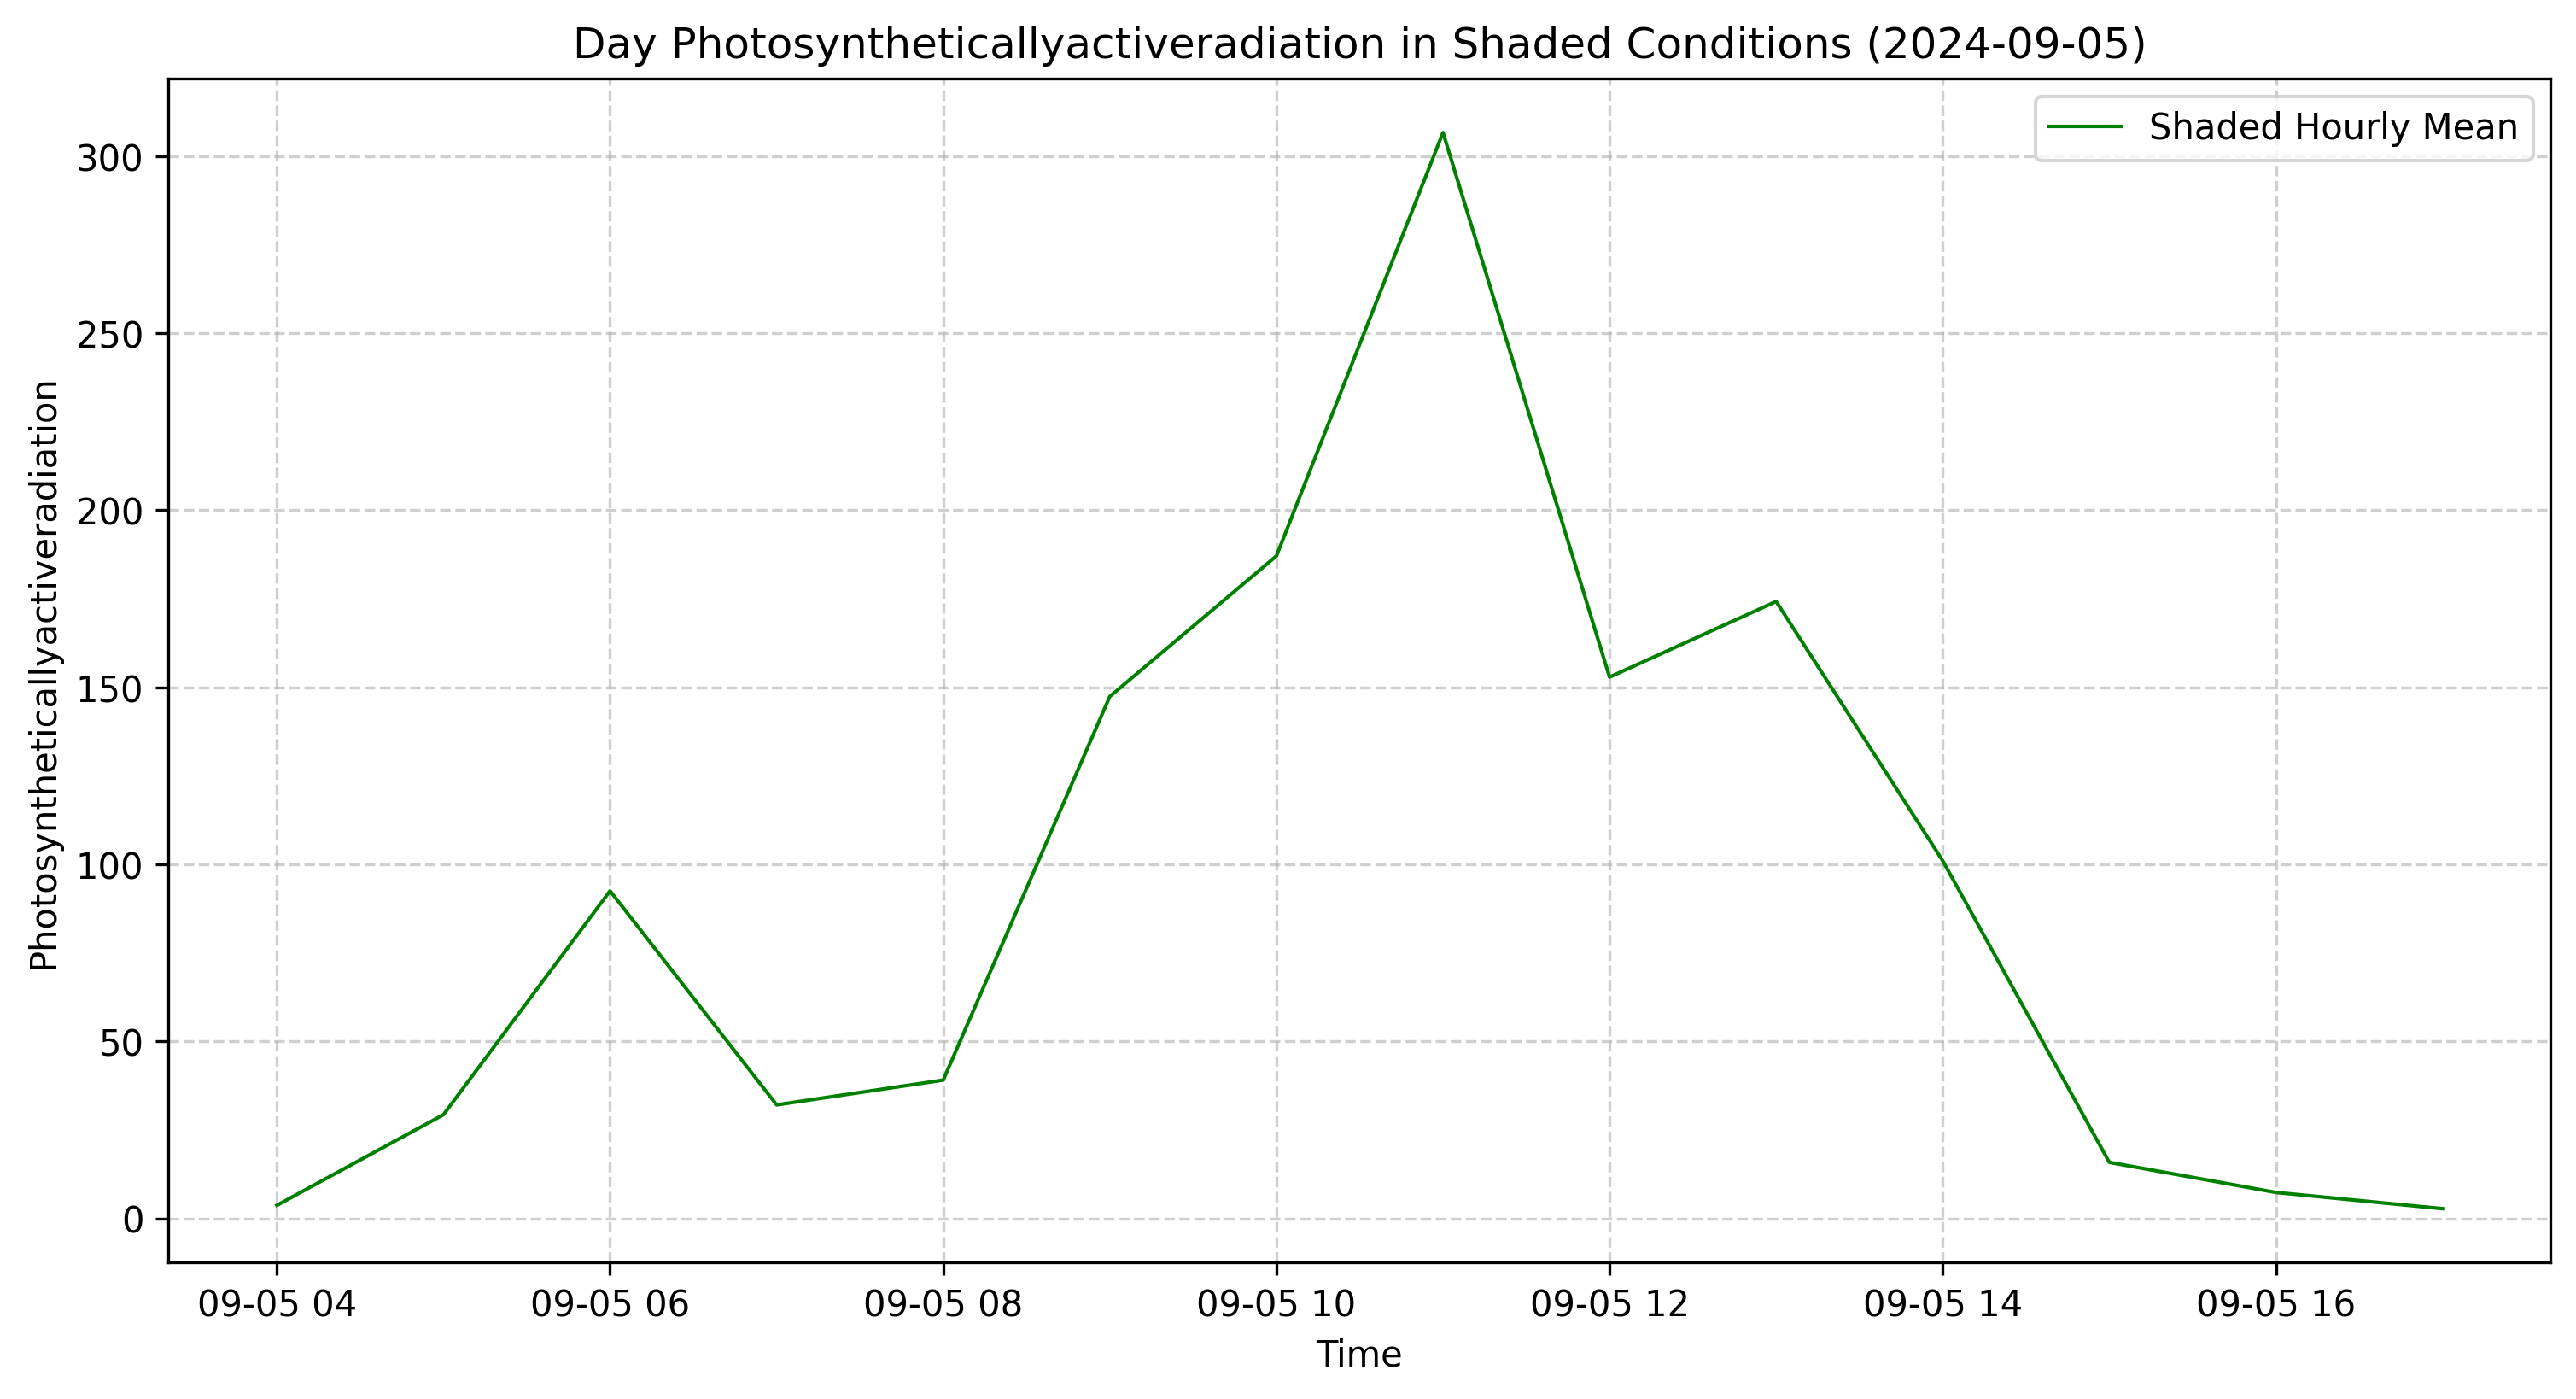 Day Photosyntheticallyactiveradiation in Shaded Conditions (2024-09-05)
Shaded Hourly Mean
Photosyntheticallyactiveradiation
300
250
200
150
100
50
0
09-05 04 09-05 06 09-05 08 09-05 10 09-05 12 09-05 14 09-05 16
Time